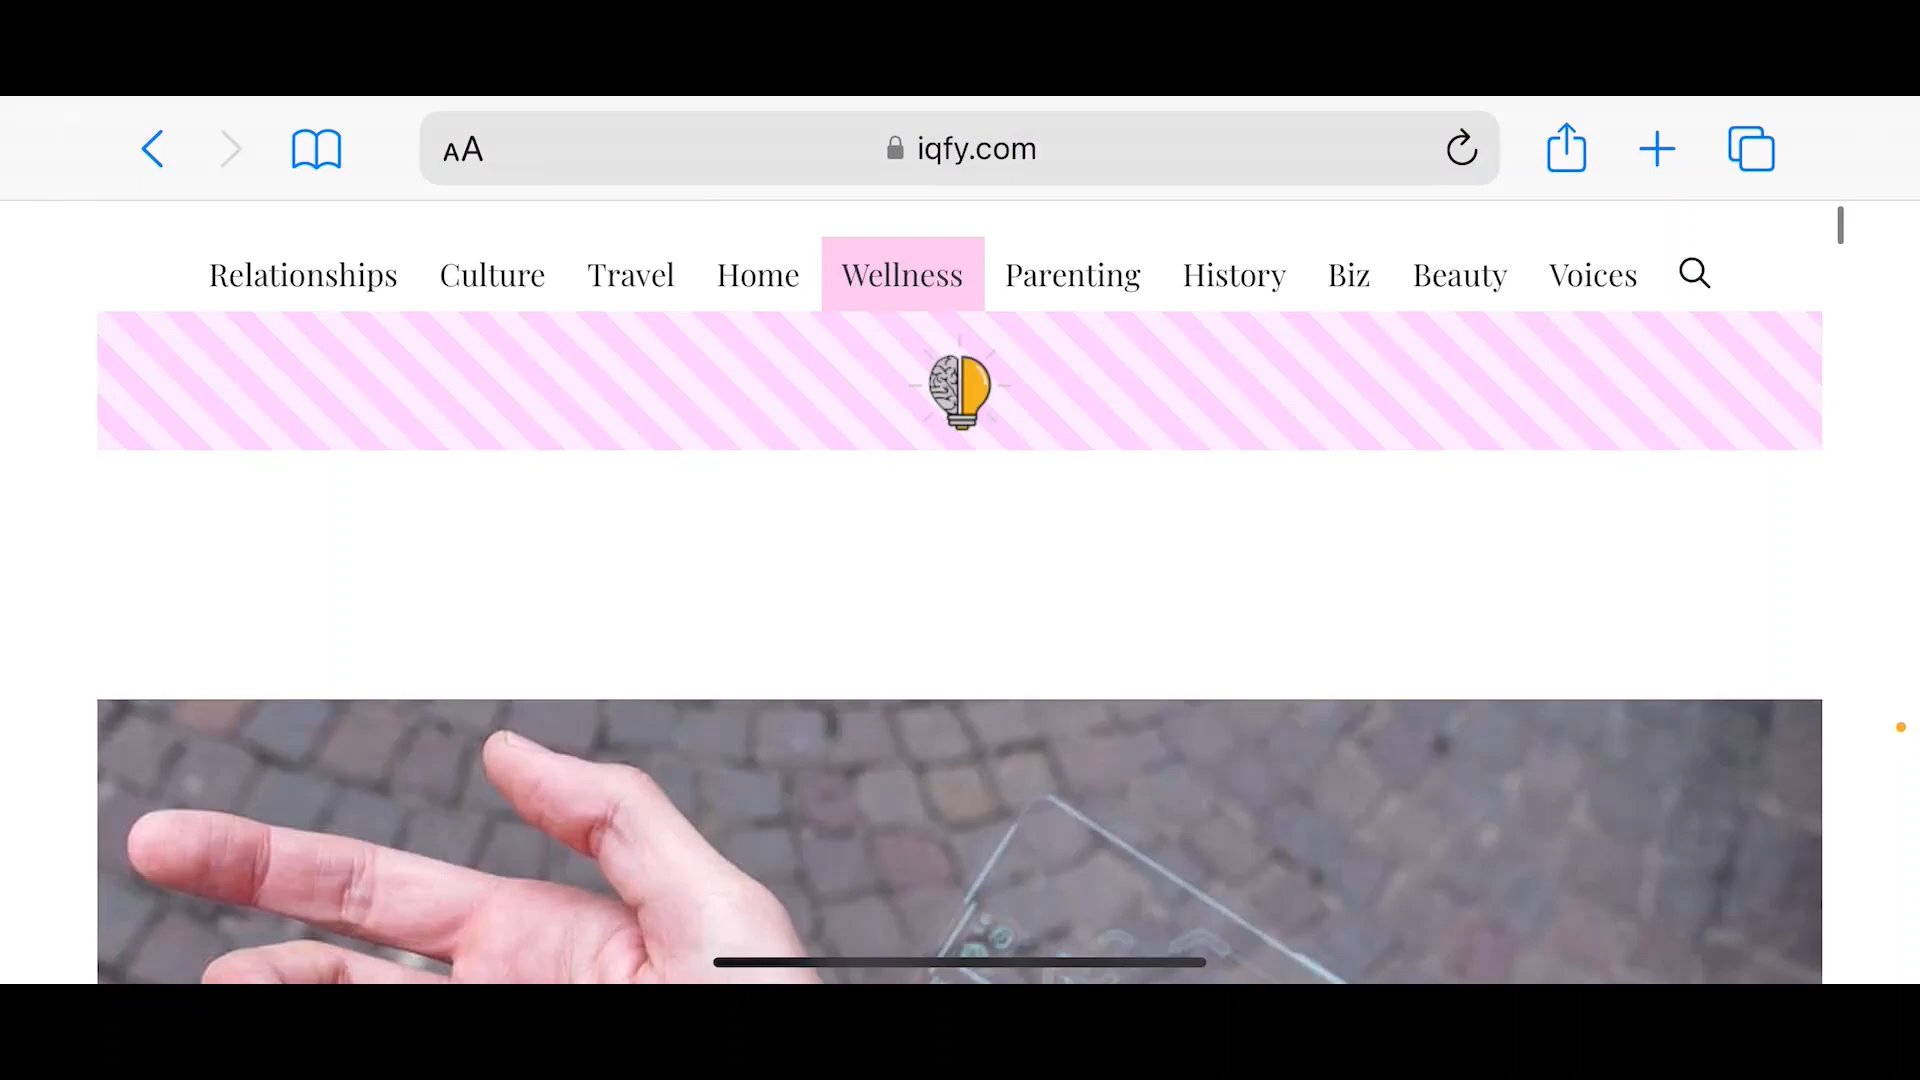 AA
iqfy.com
Relationships Culture Travel Home Wellness Parenting History Biz Beauty Voices